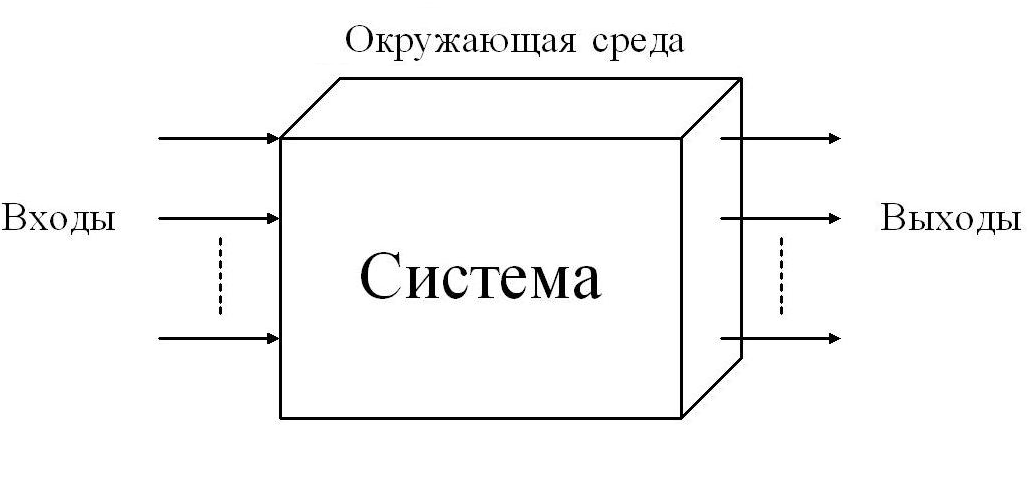 Окружающая среда
Входы
Выходы
Система